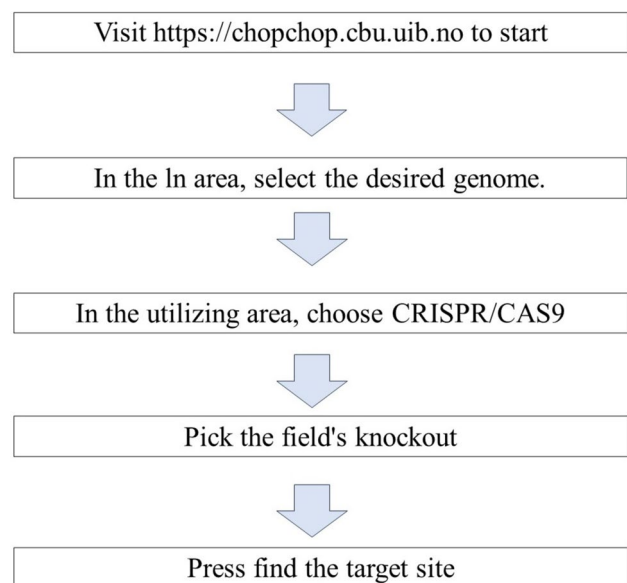 Visit https://chopchop.cbu.uib.no to start
In the ln area, select the desired genome.
In the utilizing area, choose CRISPR/CAS9
Pick the field's knockout
Press find the target site